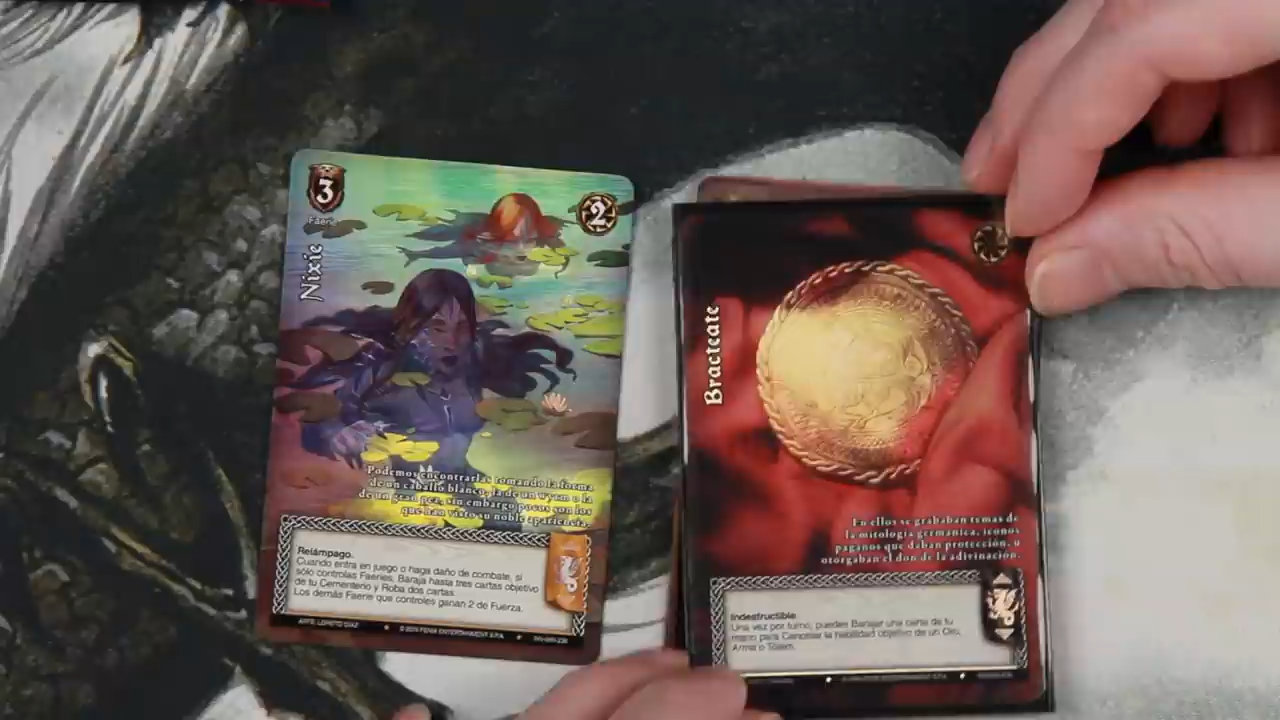 3
Faerie
Nixie
2
Podemos encontrarlas tomando la forma
de un caballo blanco, la de un wyrm o la
de un gran pez, sin embargo pocos son los
que han visto su noble apariencia.
Relámpago.
Cuando entra en juego o haga daño de combate, si
sólo controlas Faeries, Baraja hasta tres cartas objetivo
de tu Cementerio y Roba dos cartas.
Los demás Faerie que controles ganan 2 de Fuerza.
ARTE: LORETO DÍAZ
Bracteate
En ellos se grababan temas de
la mitología germánica, iconos
paganos que daban protección, u
otorgaban el don de la adivinación.
Indestructible.
Una vez por turno, puedes Barajar una carta de tu
mano para Cancelar la habilidad objetivo de un Oro,
Arma o Tótem.